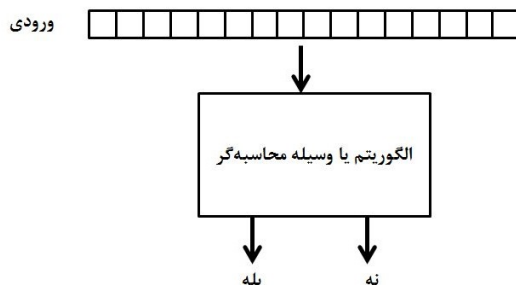 ورودی
الگوریتم یا وسیله محاسبه‌گر
نه
بله